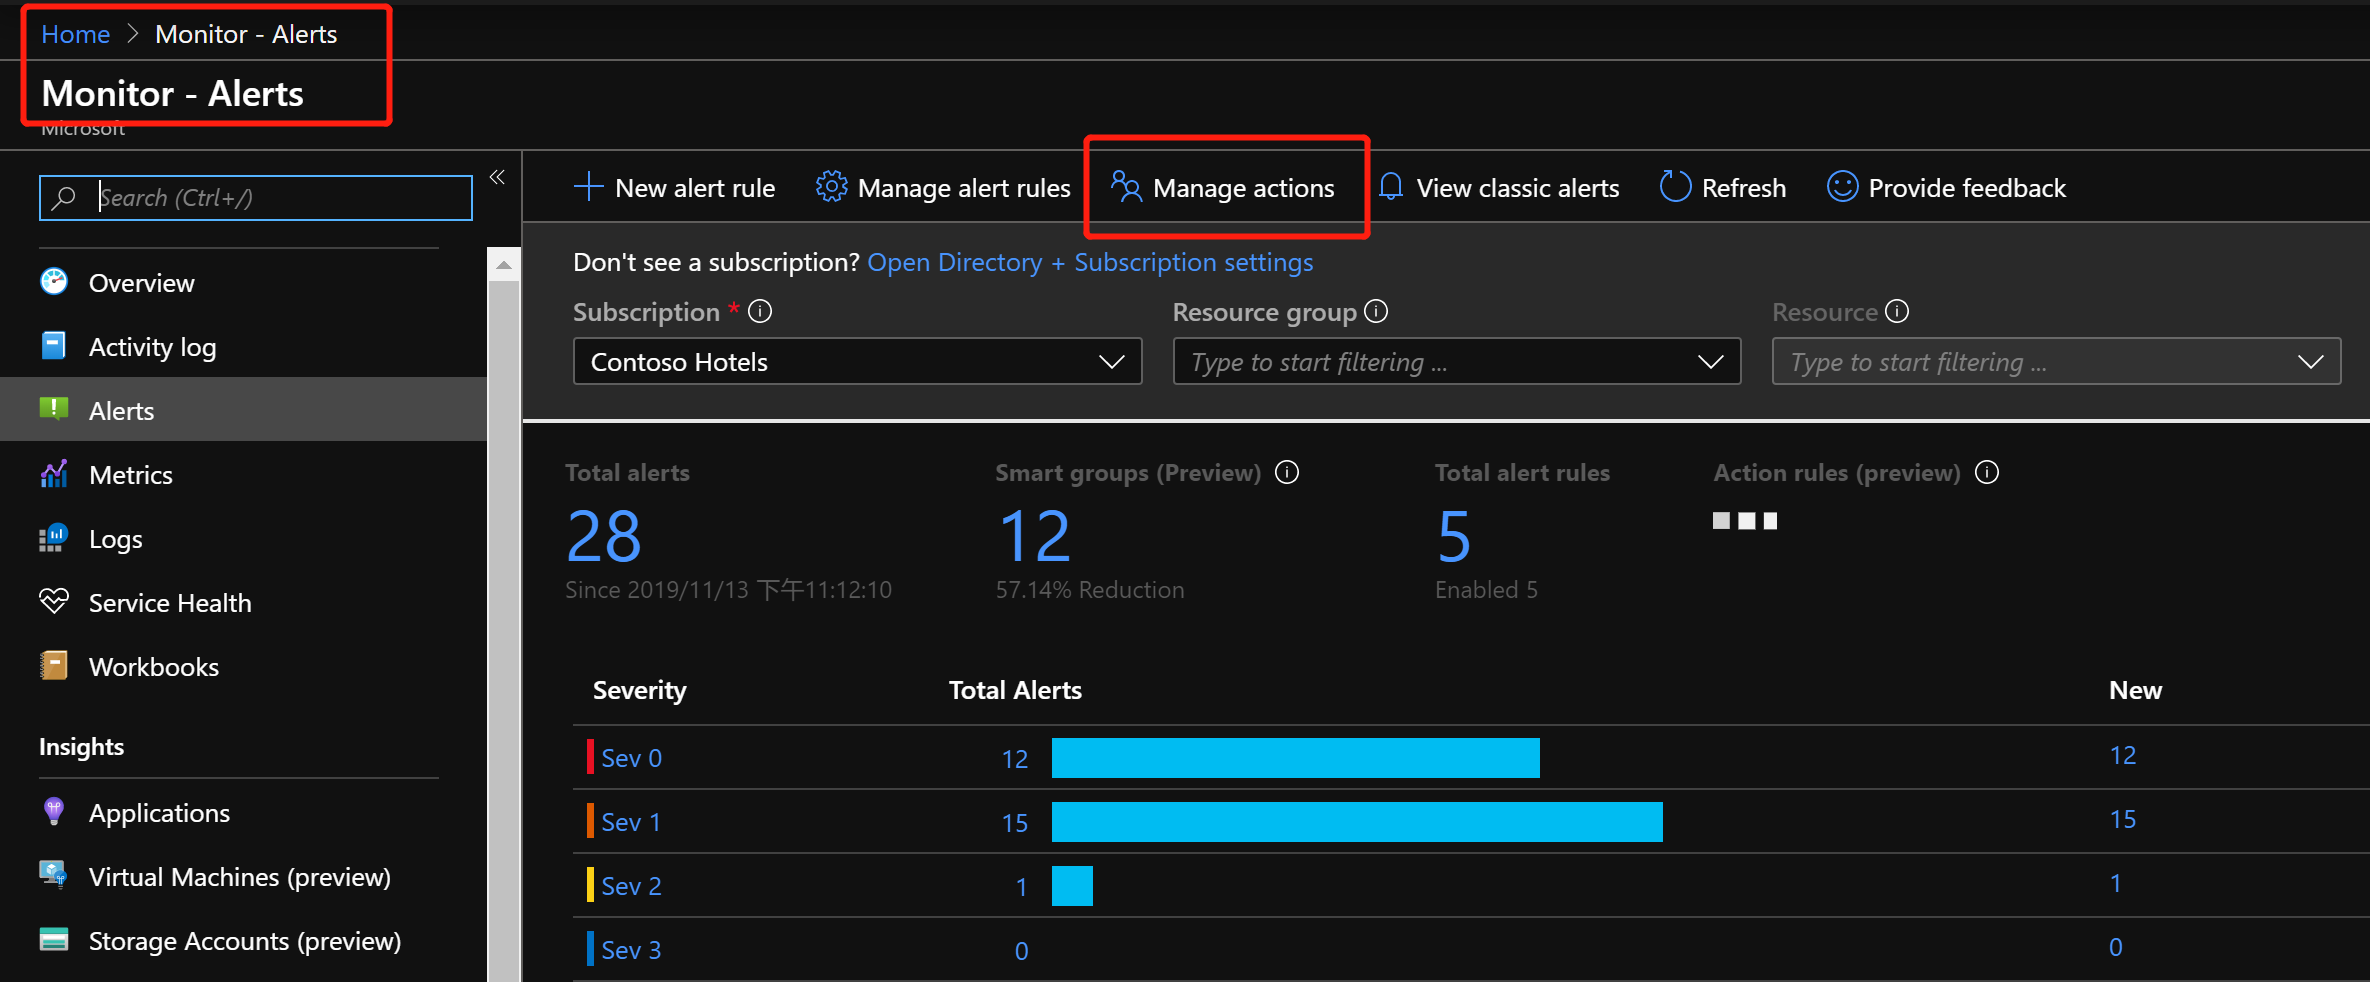 Home > Monitor - Alerts
Monitor - Alerts
Microsoft
Search (Ctrl+/)
«
Overview
Activity log
Alerts
Metrics
Logs
Service Health
Workbooks
Insights
Applications
Virtual Machines (preview)
Storage Accounts (preview)
New alert rule Manage alert rules Manage actions View classic alerts Refresh Provide feedback
Don't see a subscription? Open Directory + Subscription settings
Subscription * Resource group Resource
Contoso Hotels Type to start filtering ... Type to start filtering ...
Total alerts Smart groups (Preview) Total alert rules Action rules (preview)
28 12 5
Since 2019/11/13 下午11:12:10 57.14% Reduction Enabled 5
Severity Total Alerts New
Sev 0 12 12
Sev 1 15 15
Sev 2 1 1
Sev 3 0 0